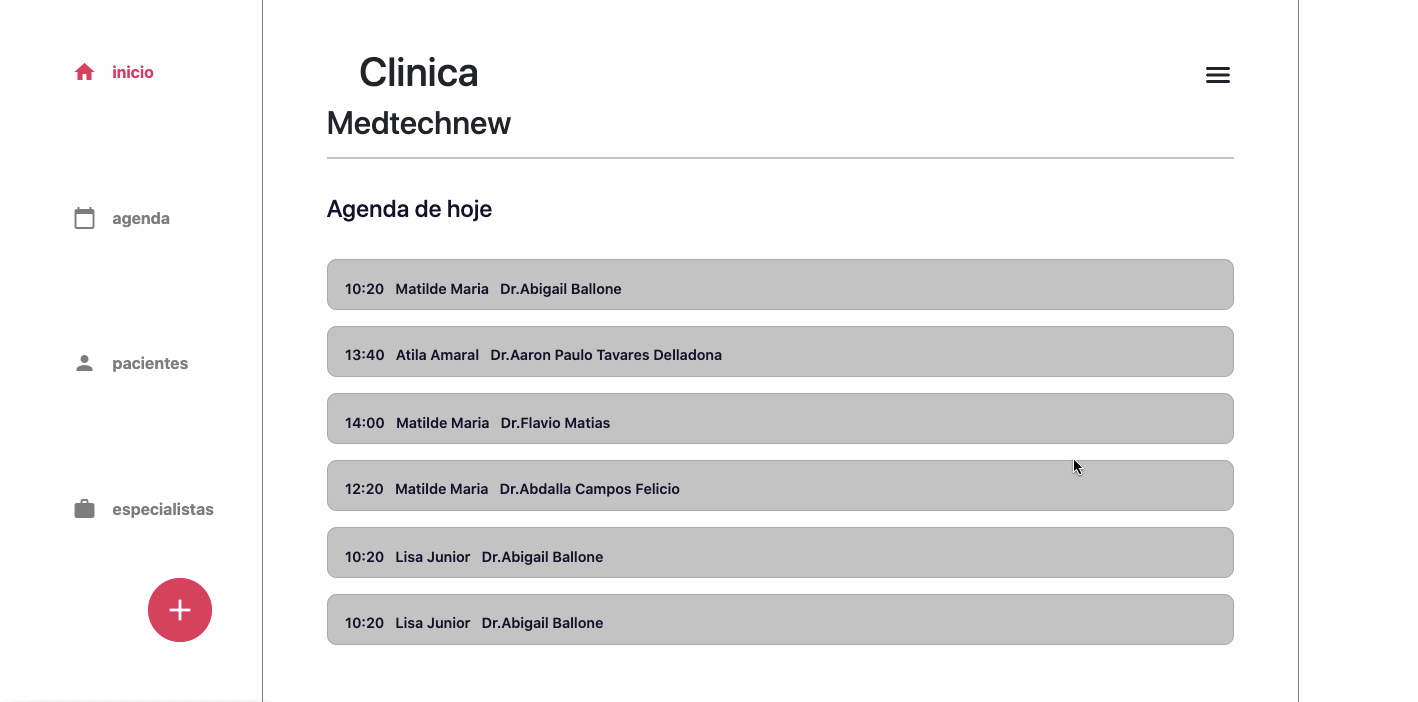 inicio
agenda
pacientes
especialistas
Clinica
Medtechnew
Agenda de hoje
10:20 Matilde Maria Dr.Abigail Ballone
13:40 Atila Amaral Dr.Aaron Paulo Tavares Delladona
14:00 Matilde Maria Dr.Flavio Matias
12:20 Matilde Maria Dr.Abdalla Campos Felicio
10:20 Lisa Junior Dr.Abigail Ballone
10:20 Lisa Junior Dr.Abigail Ballone